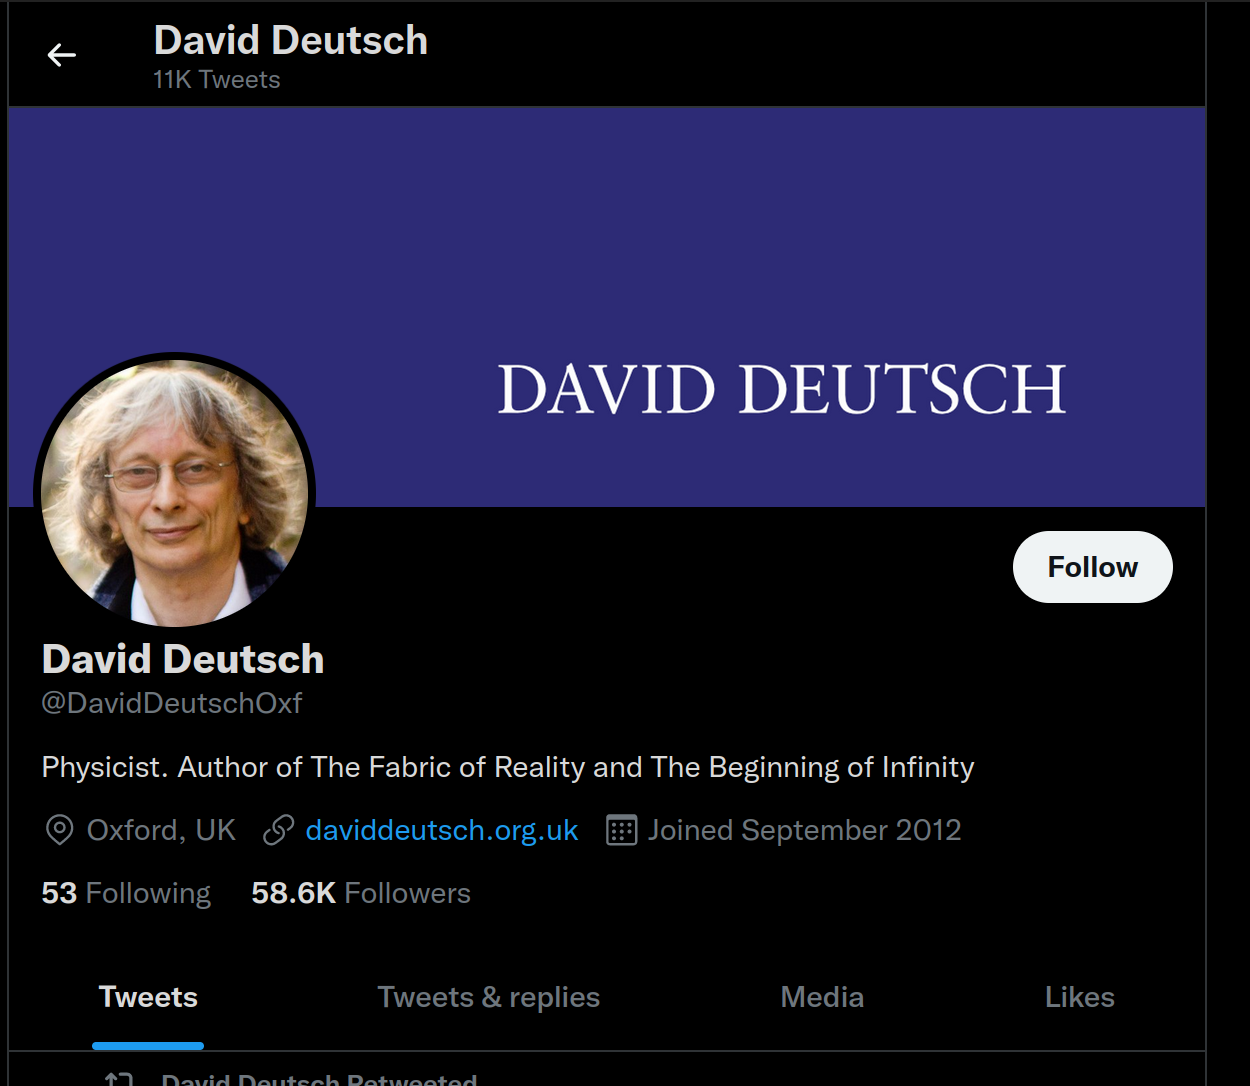 David Deutsch
11K Tweets
DAVID DEUTSCH
Follow
David Deutsch
@DavidDeutschOxf
Physicist. Author of The Fabric of Reality and The Beginning of Infinity
Oxford, UK daviddeutsch.org.uk Joined September 2012
53 Following 58.6K Followers
Tweets Tweets & replies Media Likes
David Deutsch Retweeted